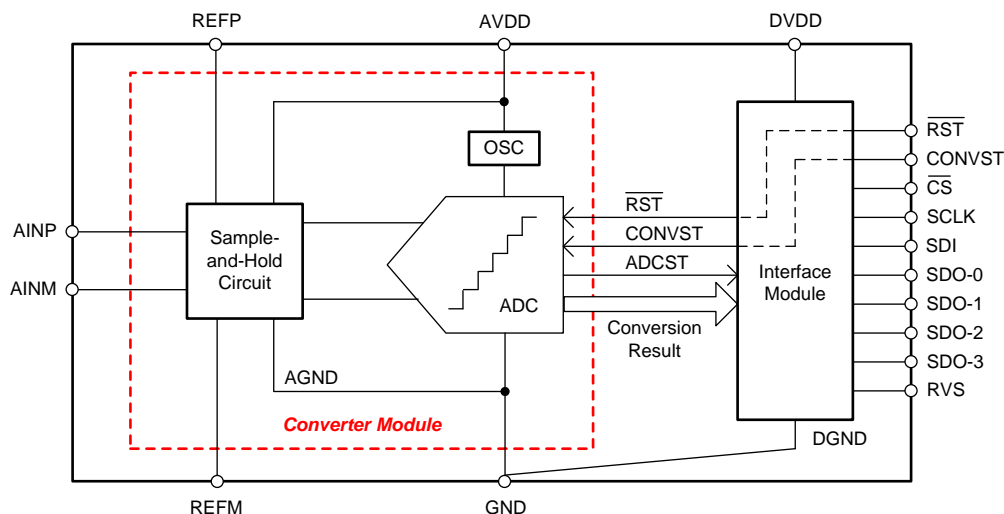 REFP
AVDD
DVDD
RST
CONVST
CS
SCLK
SDI
SDO-0
SDO-1
SDO-2
SDO-3
RVS
OSC
AINP
AINM
Sample-
and-Hold
Circuit
ADC
RST
CONVST
ADCST
Conversion
Result
Interface
Module
AGND
Converter Module
DGND
REFM
GND